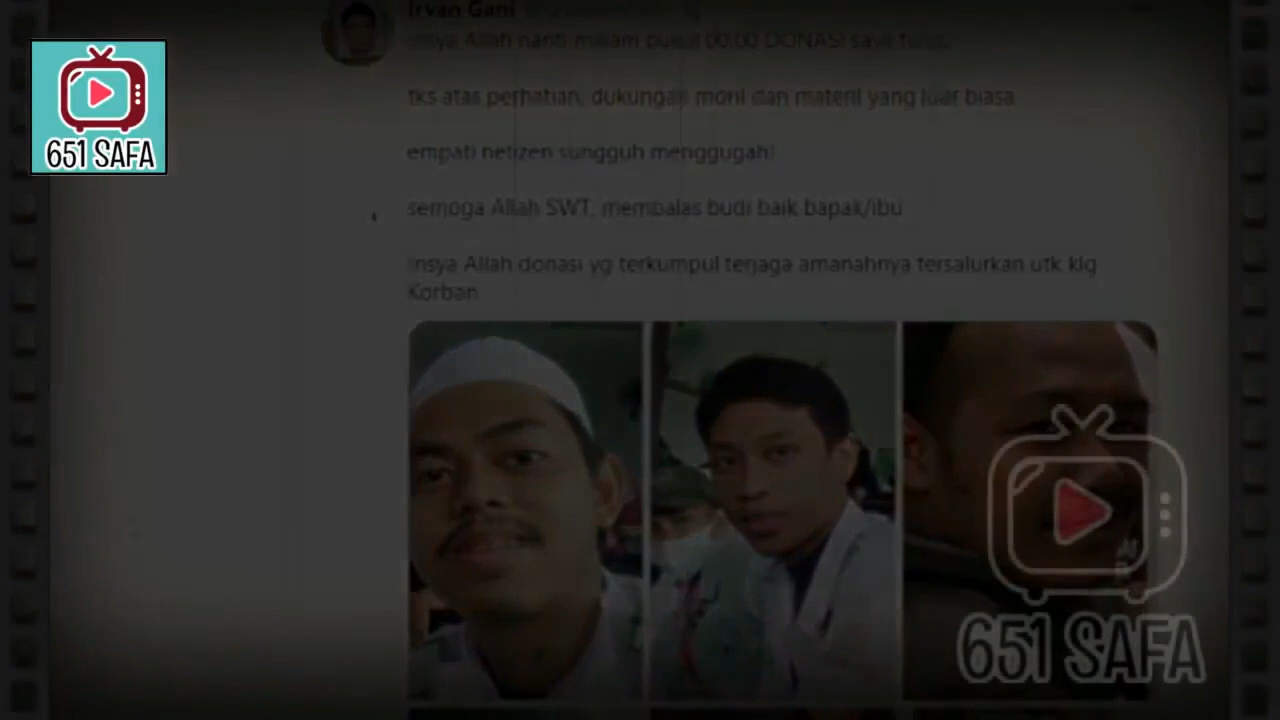 Irvan Gani
651 SAFA
Insya Allah nanti malam pukul 00.00 DONASI saya tutup
tks atas perhatian, dukungan moril dan materil yang luar biasa
empati netizen sungguh menggugah!
semoga Allah SWT, membalas budi baik bapak/ibu
Insya Allah donasi yg terkumpul terjaga amanahnya tersalurkan utk klg
Korban
651 SAFA